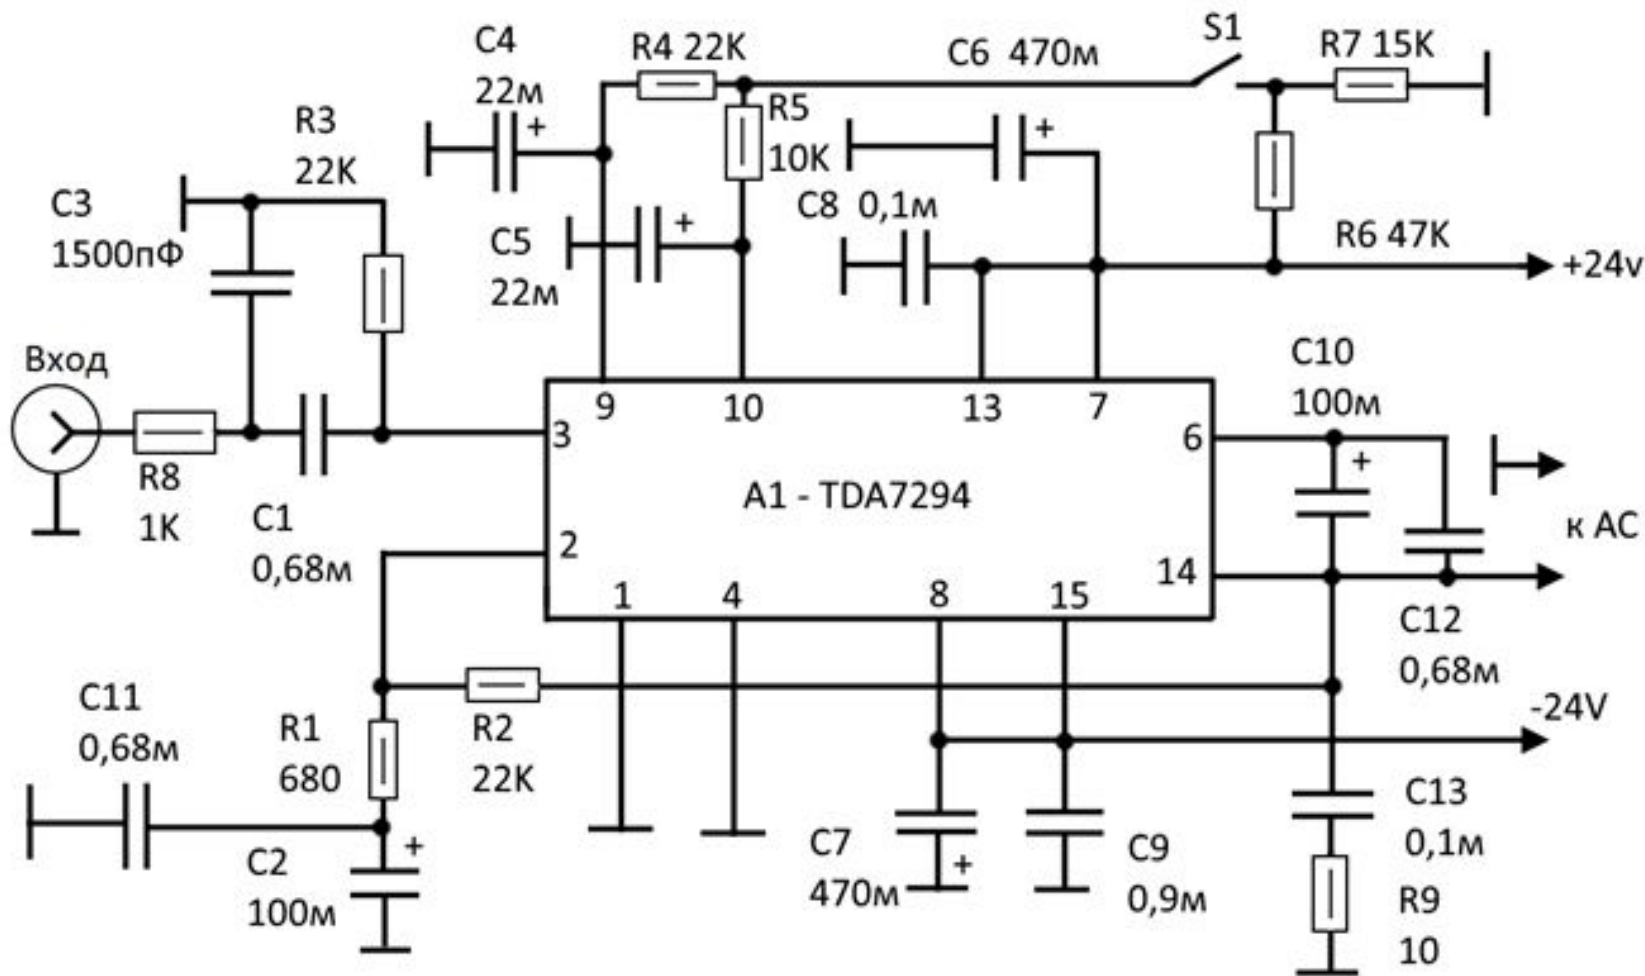 C4
22м
R4 22K
C6 470м
S1
R7 15K
R3
22K
+
R5
10K
+
C3
1500пФ
C5
22м
+
C8 0,1м
R6 47K
+24v
Вход
R8
1K
C1
0,68м
9
10
13
7
3
6
A1 - TDA7294
2
14
1
4
8
15
C10
100м
+
к АС
C12
0,68м
-24V
C11
0,68м
R1
680
R2
22K
C2
100м
+
C7
470м
+
C9
0,9м
C13
0,1м
R9
10